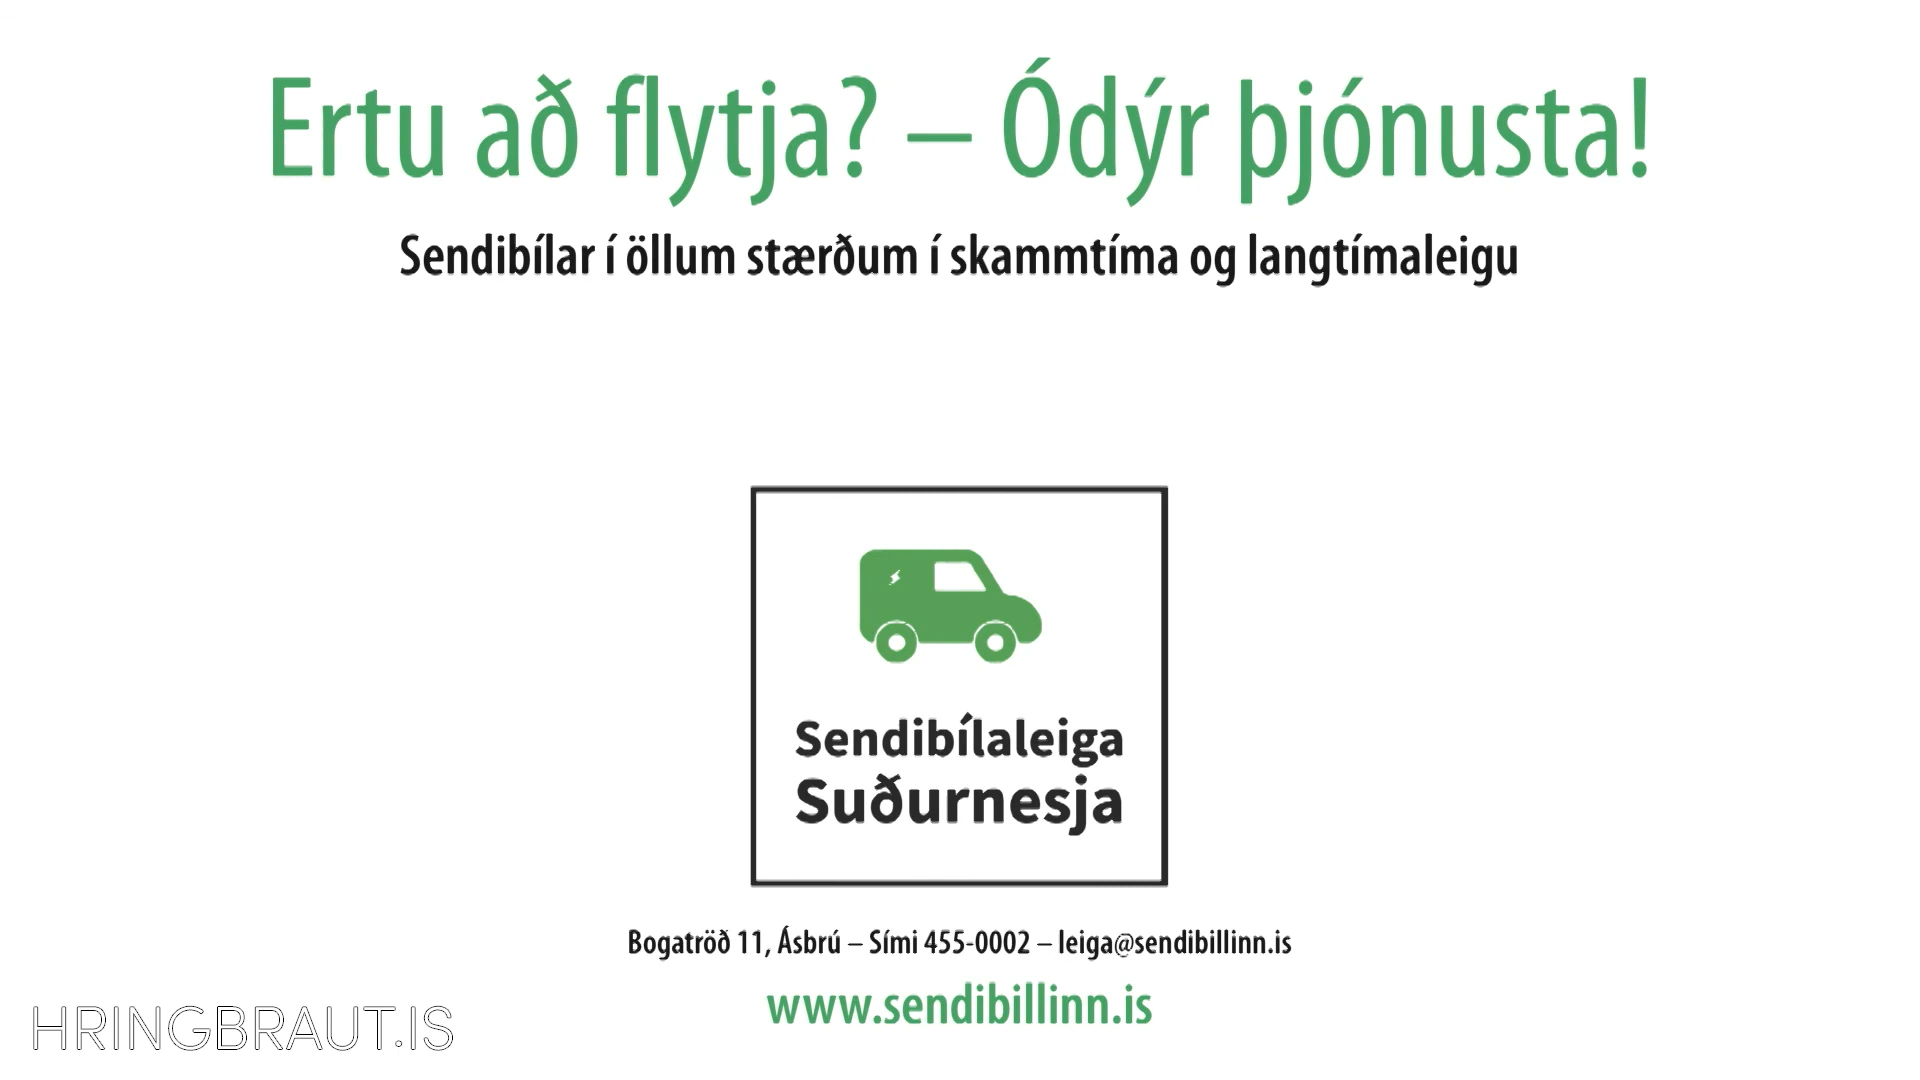 Ertu að flytja? – Ódýr þjónusta!
Sendibílar í öllum stærðum í skammtíma og langtímaleigu
Sendibílaleiga
Suðurnesja
Bogatröð 11, Ásbrú – Sími 455-0002 – leiga@sendibillinn.is
www.sendibillinn.is
HRINGBRAUT.IS